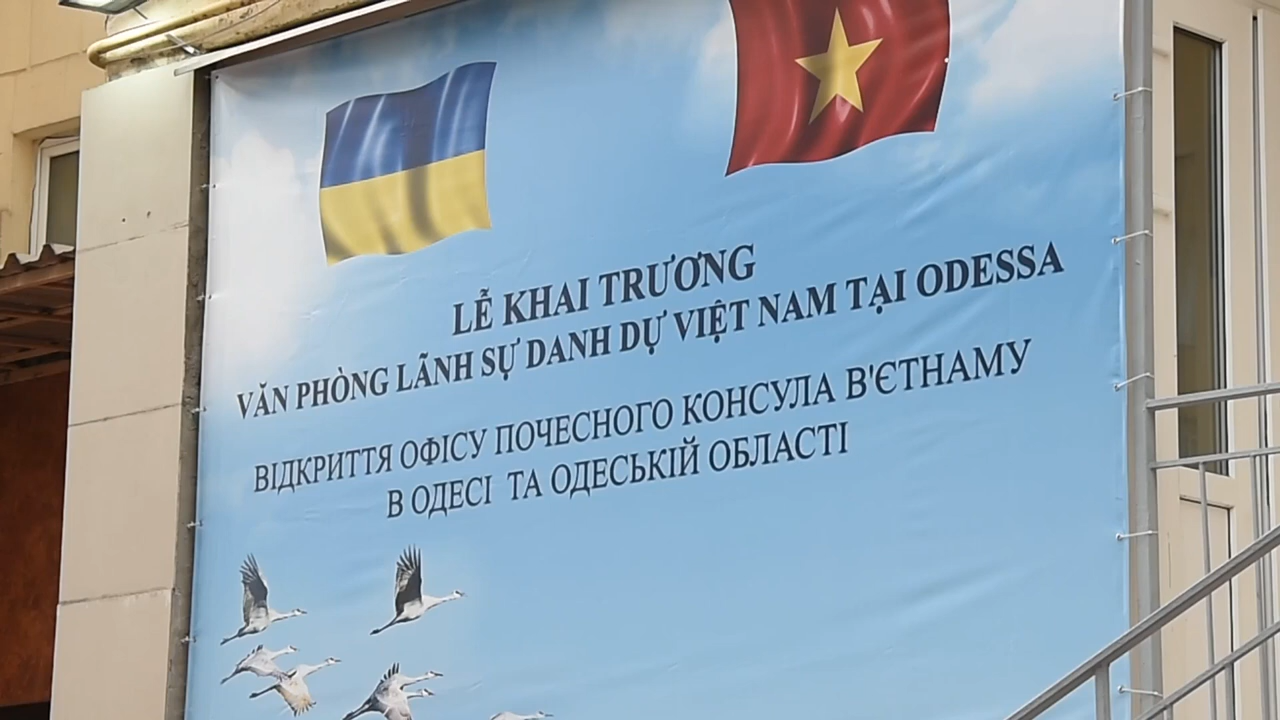 LỄ KHAI TRƯƠNG
VĂN PHÒNG LÃNH SỰ DANH DỰ VIỆT NAM TẠI ODESSA
ВІДКРИТТЯ ОФІСУ ПОЧЕСНОГО КОНСУЛА В'ЄТНАМУ
В ОДЕСІ ТА ОДЕСЬКІЙ ОБЛАСТІ